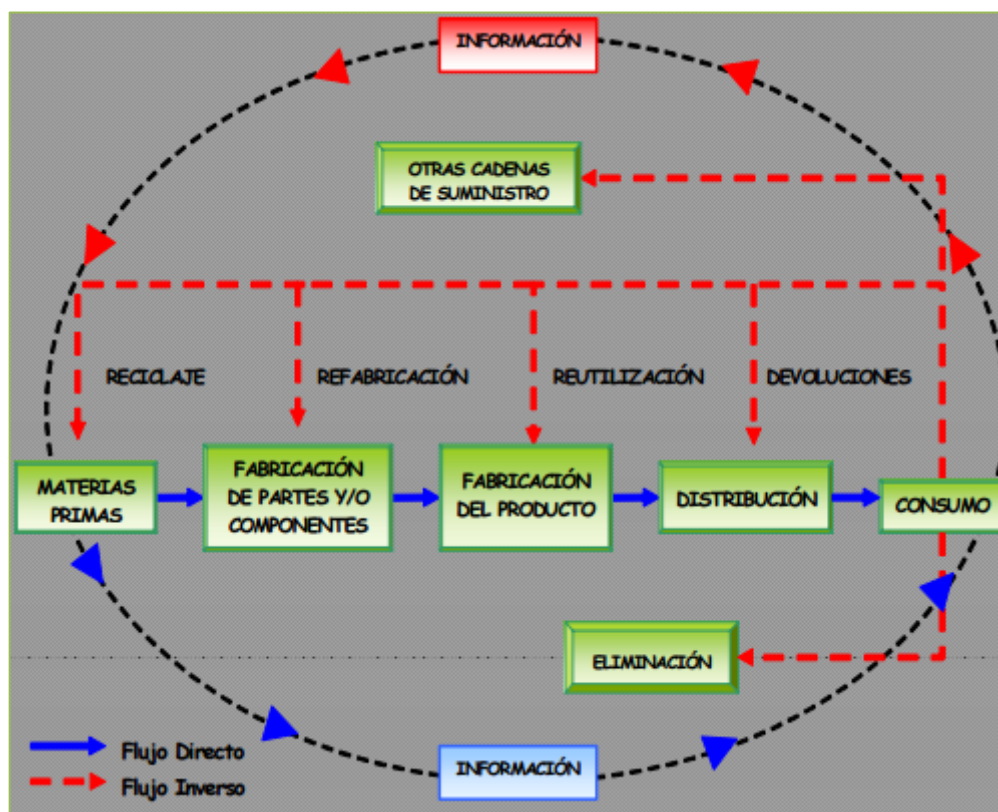 INFORMACIÓN
OTRAS CADENAS
DE SUMINISTRO
RECICLAJE
REFABRICACIÓN
REUTILIZACIÓN
DEVOLUCIONES
MATERIAS
PRIMAS
FABRICACIÓN
DE PARTES Y/O
COMPONENTES
FABRICACIÓN
DEL PRODUCTO
DISTRIBUCIÓN
CONSUMO
ELIMINACIÓN
Flujo Directo
Flujo Inverso
INFORMACIÓN